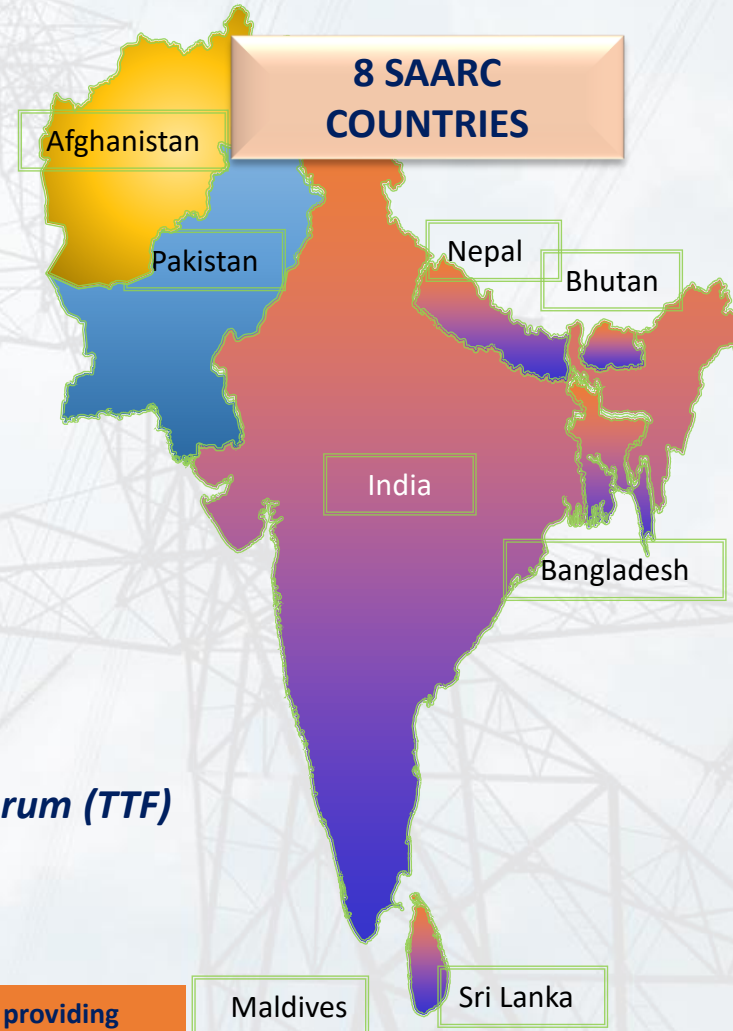 8 SAARC
COUNTRIES
Afghanistan
Pakistan
Nepal
Bhutan
India
Bangladesh
rum (TTF)
providing
Maldives
Sri Lanka